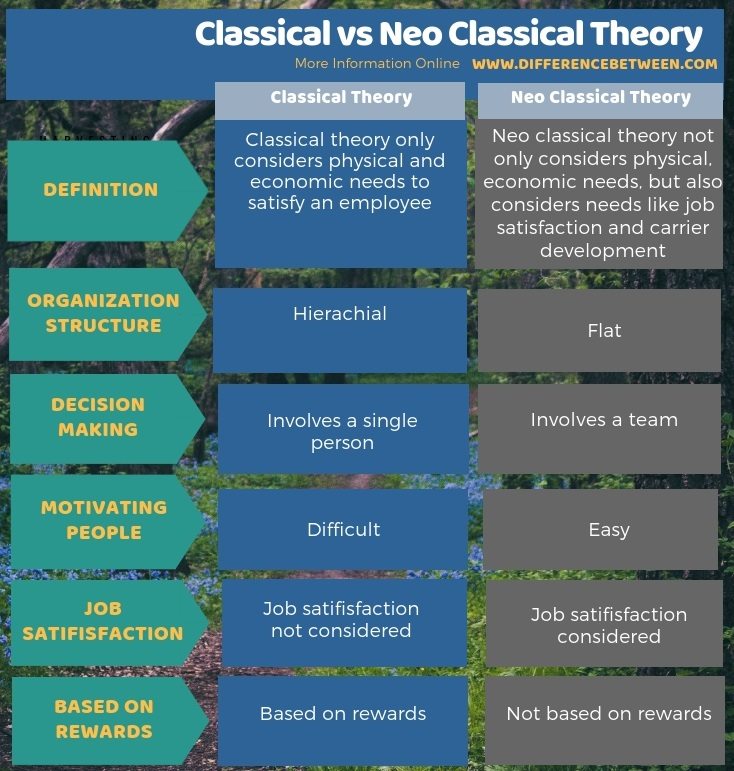 Classical vs Neo Classical Theory
More Information Online WWW.DIFFERENCEBETWEEN.COM
Classical Theory
Neo Classical Theory
DEFINITION
Classical theory only
considers physical and
economic needs to
satisfy an employee
Neo classical theory not
only considers physical,
economic needs, but also
considers needs like job
satisfaction and carrier
development
ORGANIZATION
STRUCTURE
Hierachial
Flat
DECISION
MAKING
Involves a single
person
Involves a team
MOTIVATING
PEOPLE
Difficult
Easy
JOB
SATIFISFACTION
Job satifisfaction
not considered
Job satifisfaction
considered
BASED ON
REWARDS
Based on rewards
Not based on rewards